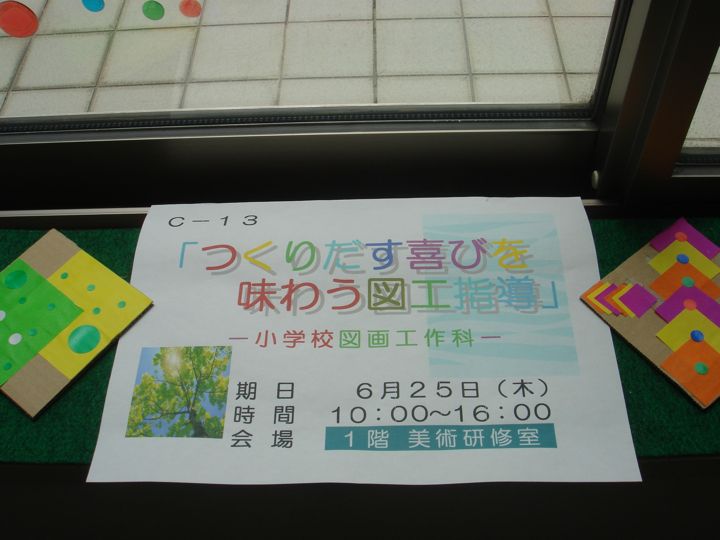 C－13
「つくりだす喜びを
味わう図工指導」
－小学校図画工作科－
期日 6月25日（木）
時間 10：00～16：00
会場 1階 美術研修室